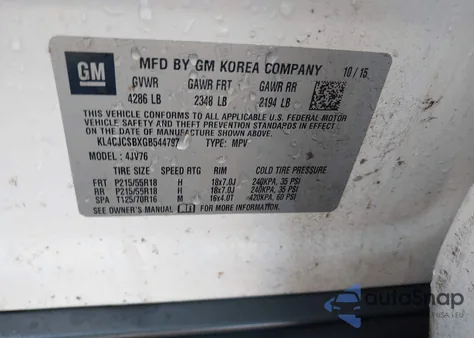 GM
MFD BY GM KOREA COMPANY 10/15
GVWR GAWR FRT GAWR RR
4286 LB 2348 LB 2194 LB
THIS VEHICLE CONFORMS TO ALL APPLICABLE U.S. FEDERAL MOTOR
VEHICLE SAFETY, BUMPER, AND THEFT PREVENTION STANDARDS IN
EFFECT ON THE DATE OF MANUFACTURE SHOWN ABOVE.
KL4CJCSBXGB544797 TYPE: MPV
MODEL: 4JV76
TIRE SIZE SPEED RTG RIM COLD TIRE PRESSURE
FRT P215/55R18 H 18x7.0J 240KPA, 35 PSI
RR P215/55R18 H 18x7.0J 240KPA, 35 PSI
SPA T125/70R16 M 16x4.0T 420KPA, 60 PSI
SEE OWNER'S MANUAL FOR MORE INFORMATION.
autoSnap